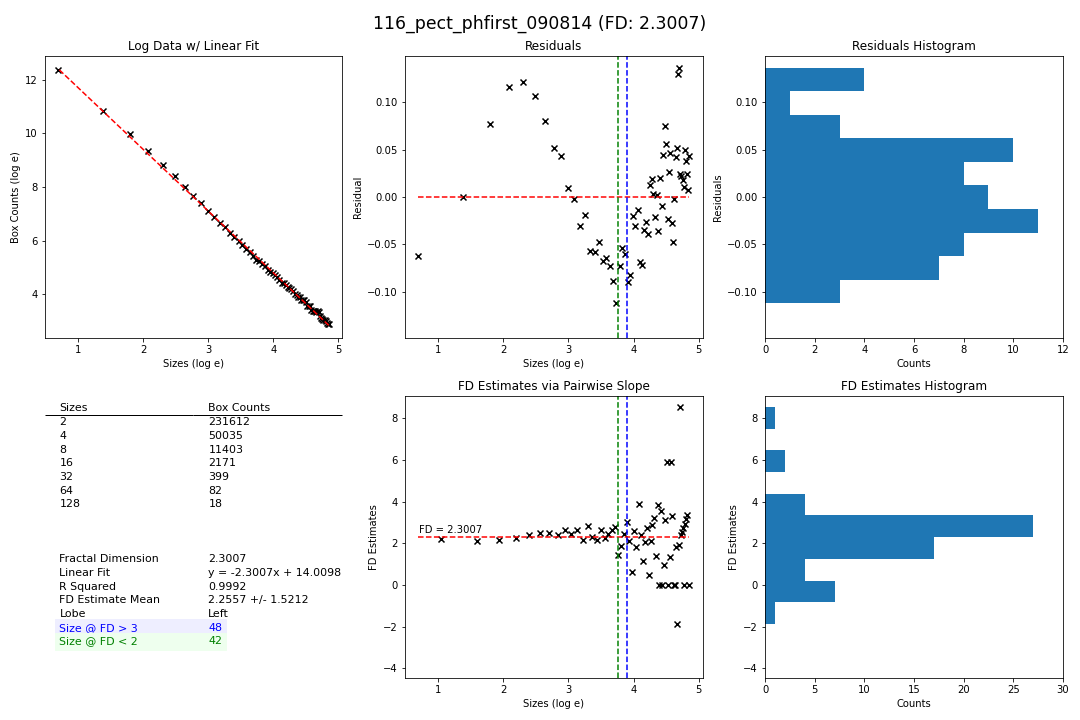 116_pect_phfirst_090814 (FD: 2.3007)
Log Data w/ Linear Fit
Box Counts (log e)
12
10
8
6
4
1
2
3
4
5
Sizes (log e)
Residuals
Residual
0.10
0.05
0.00
−0.05
−0.10
1
2
3
4
5
Sizes (log e)
Residuals Histogram
Residuals
0.10
0.05
0.00
−0.05
−0.10
0
2
4
6
8
10
12
Counts
Sizes Box Counts
2 231612
4 50035
8 11403
16 2171
32 399
64 82
128 18
Fractal Dimension 2.3007
Linear Fit y = -2.3007x + 14.0098
R Squared 0.9992
FD Estimate Mean 2.2557 +/- 1.5212
Lobe Left
Size @ FD > 3 48
Size @ FD < 2 42
FD Estimates via Pairwise Slope
FD Estimates
8
6
4
2
0
−2
−4
FD = 2.3007
1
2
3
4
5
Sizes (log e)
FD Estimates Histogram
FD Estimates
8
6
4
2
0
−2
−4
0
5
10
15
20
25
30
Counts